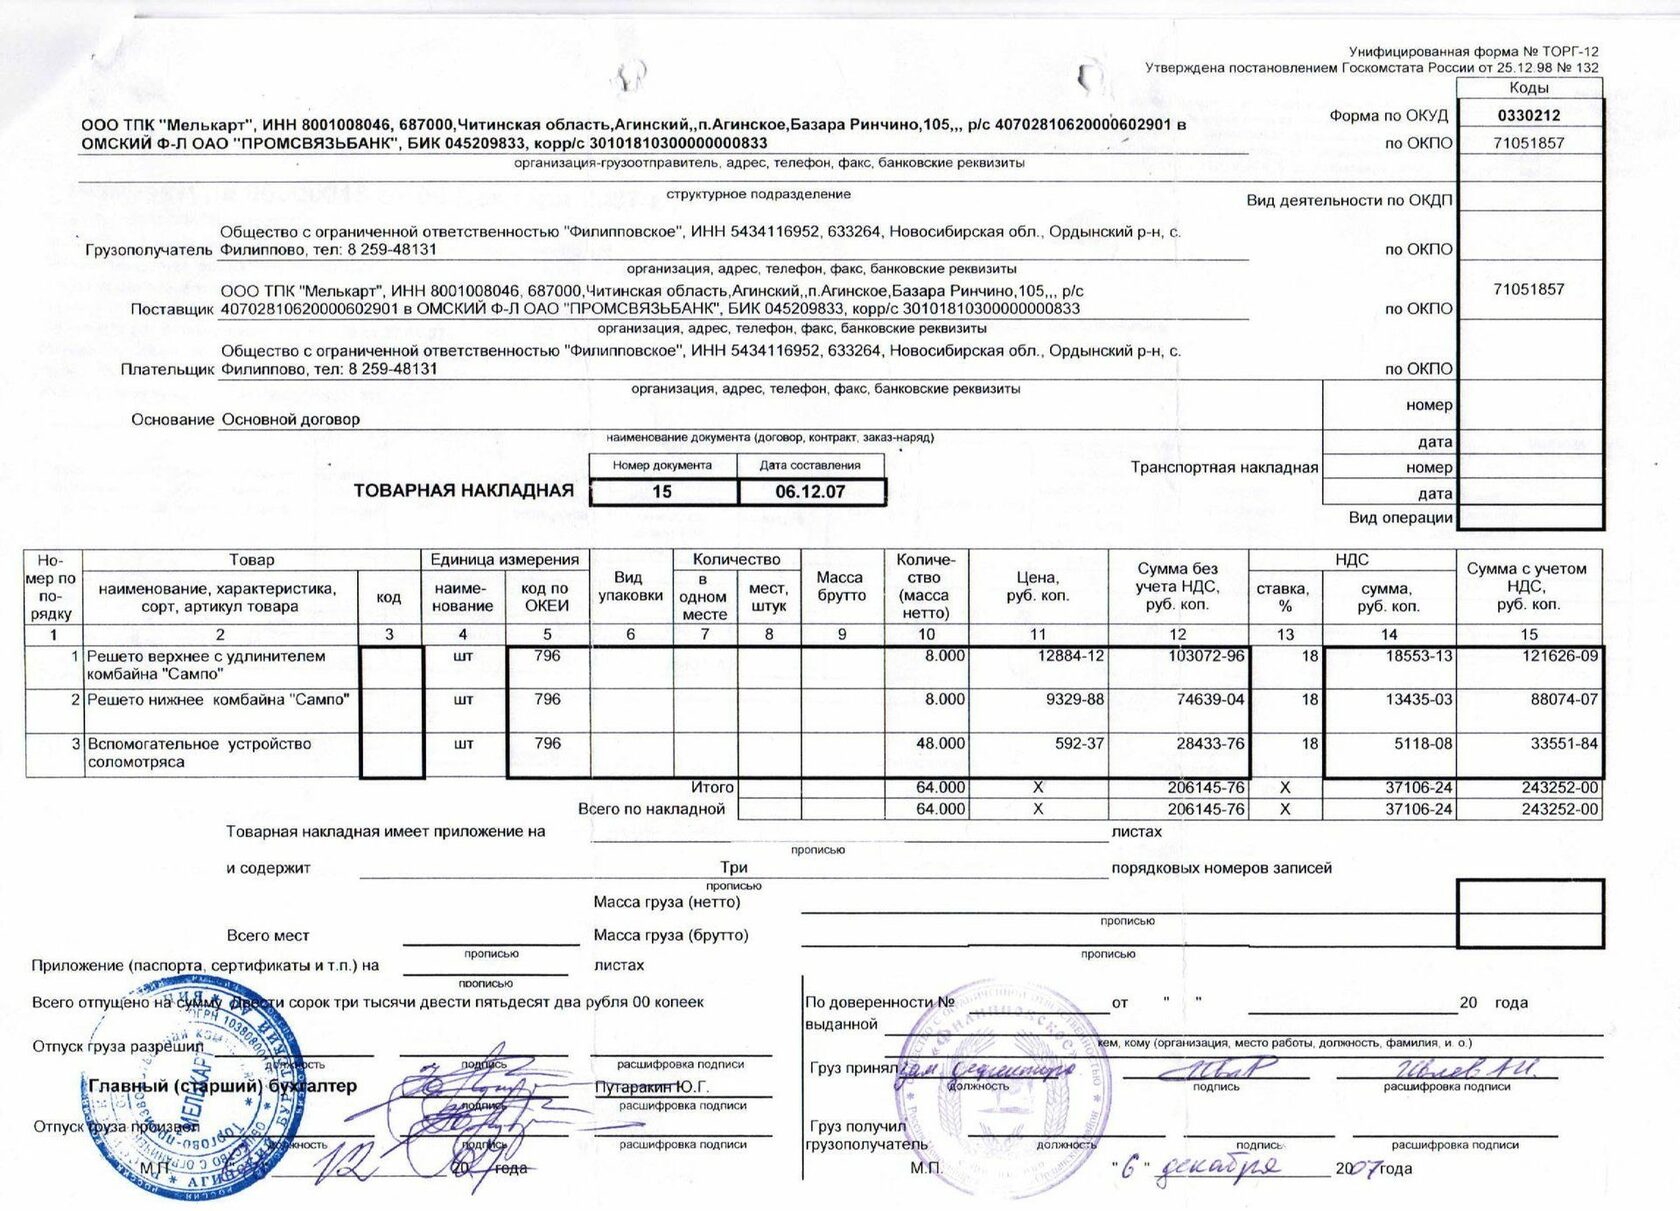 Унифицированная форма № ТОРГ-12
Утверждена постановлением Госкомстата России от 25.12.98 № 132
Коды
Форма по ОКУД 0330212
ООО ТПК "Мелькарт", ИНН 8001008046, 687000,Читинская область,Агинский,,п.Агинское,Базара Ринчино,105,,, р/с 40702810620000602901 в
ОМСКИЙ Ф-Л ОАО "ПРОМСВЯЗЬБАНК", БИК 045209833, корр/с 30101810300000000833
по ОКПО 71051857
организация-грузоотправитель, адрес, телефон, факс, банковские реквизиты
структурное подразделение
Вид деятельности по ОКДП
Общество с ограниченной ответственностью "Филипповское", ИНН 5434116952, 633264, Новосибирская обл., Ордынский р-н, с.
Грузополучатель Филиппово, тел: 8 259-48131 по ОКПО
организация, адрес, телефон, факс, банковские реквизиты
ООО ТПК "Мелькарт", ИНН 8001008046, 687000,Читинская область,Агинский,,п.Агинское,Базара Ринчино,105,,, р/с 71051857
Поставщик 40702810620000602901 в ОМСКИЙ Ф-Л ОАО "ПРОМСВЯЗЬБАНК", БИК 045209833, корр/с 30101810300000000833 по ОКПО
организация, адрес, телефон, факс, банковские реквизиты
Общество с ограниченной ответственностью "Филипповское", ИНН 5434116952, 633264, Новосибирская обл., Ордынский р-н, с.
Плательщик Филиппово, тел: 8 259-48131 по ОКПО
организация, адрес, телефон, факс, банковские реквизиты
номер
Основание Основной договор
наименование документа (договор, контракт, заказ-наряд)
дата
Номер документа Дата составления
Транспортная накладная номер
ТОВАРНАЯ НАКЛАДНАЯ 15 06.12.07
дата
Вид операции
Но-мер по по-рядку Товар Единица измерения Вид упаковки Количество Масса брутто Количе-ство (масса нетто) Цена, руб. коп. Сумма без учета НДС, руб. коп. НДС Сумма с учетом НДС, руб. коп.
наименование, характеристика, сорт, артикул товара код наиме-нование код по ОКЕИ в одном месте мест, штук ставка, % сумма, руб. коп.
1 2 3 4 5 6 7 8 9 10 11 12 13 14 15
1 Решето верхнее с удлинителем шт 796 8.000 12884-12 103072-96 18 18553-13 121626-09
комбайна "Сампо"
2 Решето нижнее комбайна "Сампо" шт 796 8.000 9329-88 74639-04 18 13435-03 88074-07
3 Вспомогательное устройство шт 796 48.000 592-37 28433-76 18 5118-08 33551-84
соломотряса
Итого 64.000 X 206145-76 X 37106-24 243252-00
Всего по накладной 64.000 X 206145-76 X 37106-24 243252-00
Товарная накладная имеет приложение на листах
прописью
и содержит Три порядковых номеров записей
прописью
Масса груза (нетто)
прописью
Всего мест Масса груза (брутто)
прописью прописью
Приложение (паспорта, сертификаты и т.п.) на листах
прописью
Всего отпущено на сумму Двести сорок три тысячи двести пятьдесят два рубля 00 копеек
По доверенности № от " " 20 года
выданной
кем, кому (организация, место работы, должность, фамилия, и. о.)
Отпуск груза разрешил
должность подпись расшифровка подписи
Груз принял зам директора Ивлев А.И.
должность подпись расшифровка подписи
Главный (старший) бухгалтер Путаракин Ю.Г.
подпись расшифровка подписи
Отпуск груза произвел
должность подпись расшифровка подписи
Груз получил
грузополучатель должность подпись расшифровка подписи
М.П. 12 2007 года
М.П. "6" декабря 2007 года
МЕЛЬКАРТ
«Филипповское»